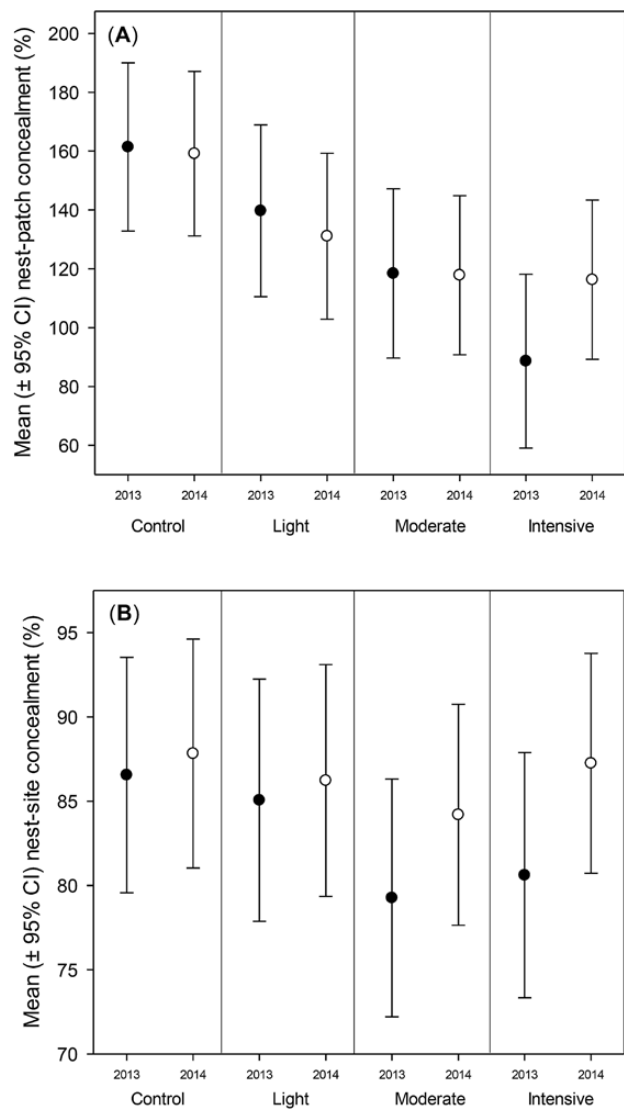 (A)
Mean (± 95% CI) nest-patch concealment (%)
200
180
160
140
120
100
80
60
2013 2014 2013 2014 2013 2014 2013 2014
Control Light Moderate Intensive
(B)
Mean (± 95% CI) nest-site concealment (%)
95
90
85
80
75
70
2013 2014 2013 2014 2013 2014 2013 2014
Control Light Moderate Intensive